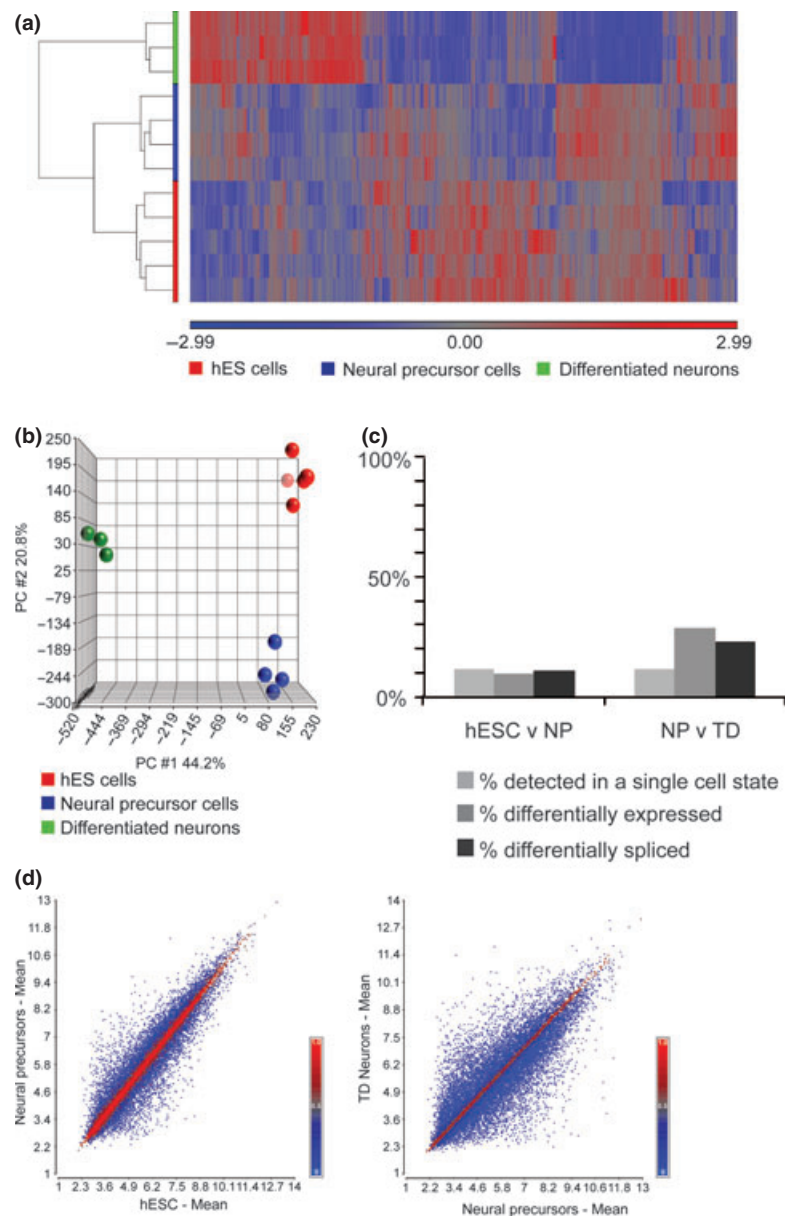 (a)
−2.99 0.00 2.99
hES cells Neural precursor cells Differentiated neurons
(b)
PC #2 20.8%
250
195
140
85
30
25
−79
−134
−189
−244
−300
−520 −444 −369 −294 −219 −145 −69 5 80 155 230
PC #1 44.2%
hES cells
Neural precursor cells
Differentiated neurons
(c)
100%
50%
0%
hESC v NP NP v TD
% detected in a single cell state
% differentially expressed
% differentially spliced
(d)
Neural precursors - Mean
13
11.8
10.6
9.4
8.2
7
5.8
4.6
3.4
2.2
1
1 2.3 3.6 4.9 6.2 7.5 8.8 10.1 11.4 12.7 14
hESC - Mean
TD Neurons - Mean
14
12.7
11.4
10.1
8.8
7.5
6.2
4.9
3.6
2.3
1
1 2.2 3.4 4.6 5.8 7 8.2 9.4 10.6 11.8 13
Neural precursors - Mean